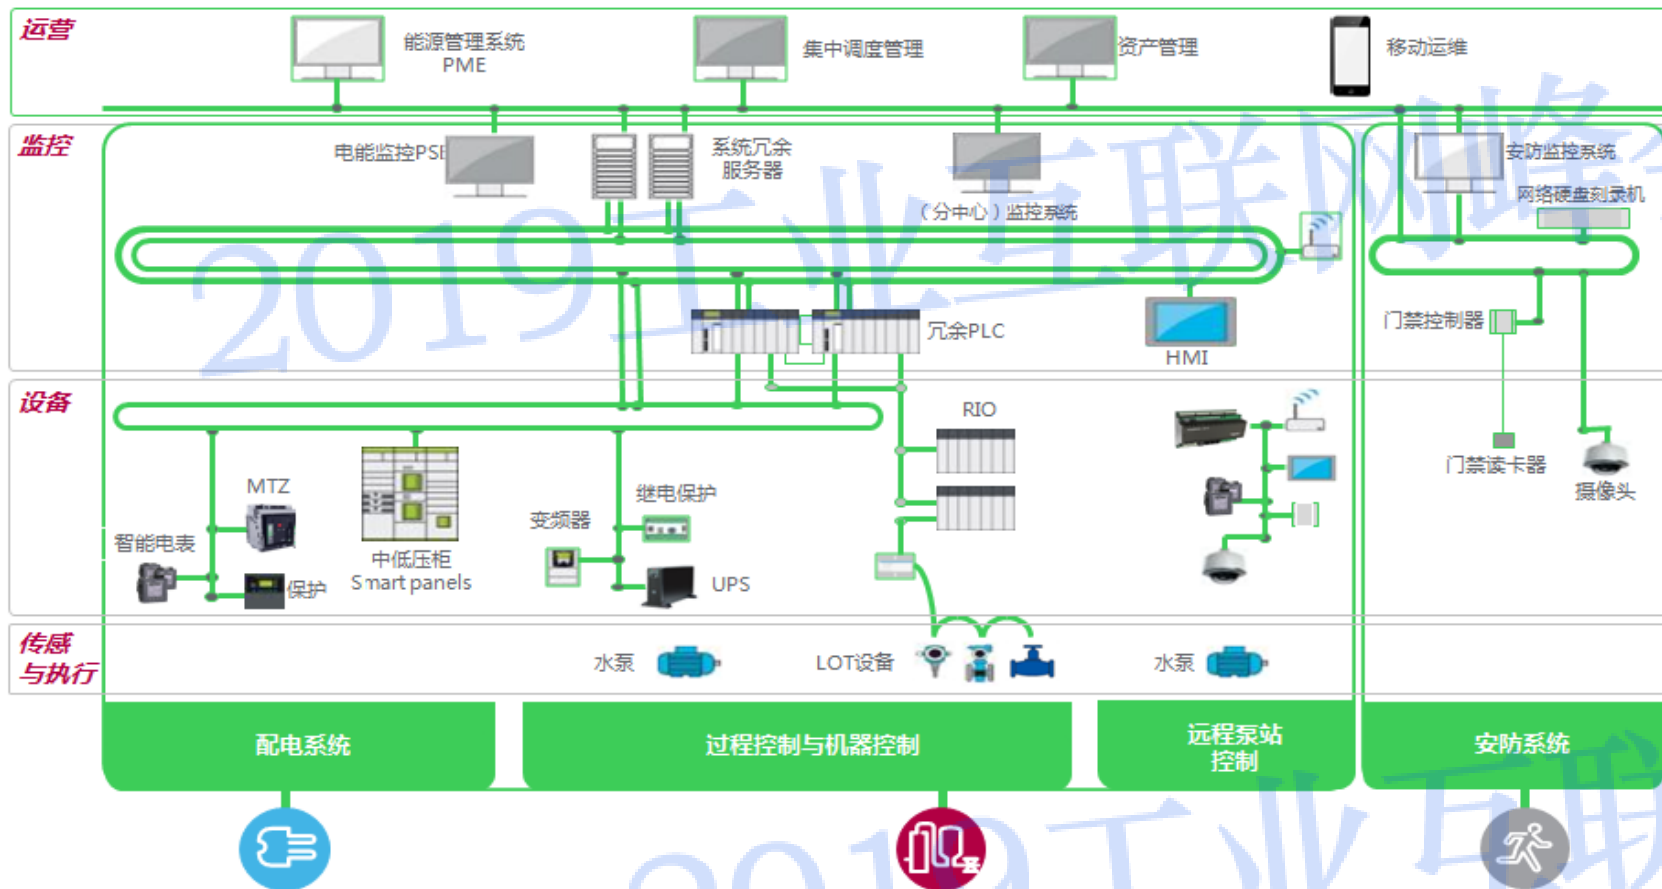 运营
能源管理系统
PME
集中调度管理
资产管理
移动运维
监控
电能监控PSE
系统冗余
服务器
（分中心）监控系统
安防监控系统
网络硬盘刻录机
冗余PLC
HMI
门禁控制器
设备
RIO
MTZ
智能电表
保护
中低压柜
Smart panels
变频器
继电保护
UPS
门禁读卡器
摄像头
传感
与执行
水泵
LOT设备
水泵
配电系统
过程控制与机器控制
远程泵站
控制
安防系统
2019工业互联网峰
2019工业互联